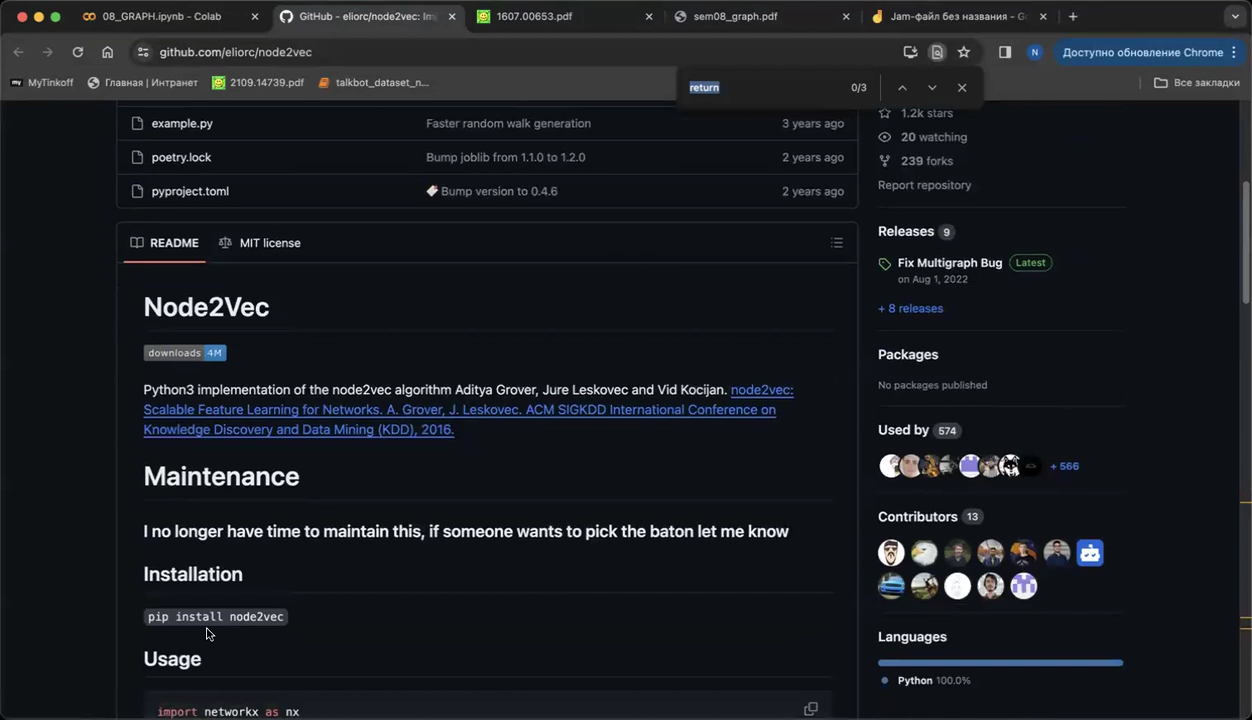 08_GRAPH.ipynb - Colab
GitHub - eliorc/node2vec: Im
1607.00653.pdf
sem08_graph.pdf
Jam-файл без названия - G
github.com/eliorc/node2vec
N
Доступно обновление Chrome
my MyTinkoff
Главная | Интранет
2109.14739.pdf
talkbot_dataset_n...
return
0/3
Все закладки
example.py
Faster random walk generation
3 years ago
poetry.lock
Bump joblib from 1.1.0 to 1.2.0
2 years ago
pyproject.toml
Bump version to 0.4.6
2 years ago
README
MIT license
Node2Vec
downloads 4M
Python3 implementation of the node2vec algorithm Aditya Grover, Jure Leskovec and Vid Kocijan. node2vec:
Scalable Feature Learning for Networks. A. Grover, J. Leskovec. ACM SIGKDD International Conference on
Knowledge Discovery and Data Mining (KDD), 2016.
Maintenance
I no longer have time to maintain this, if someone wants to pick the baton let me know
Installation
pip install node2vec
Usage
import networkx as nx
1.2k stars
20 watching
239 forks
Report repository
Releases 9
Fix Multigraph Bug Latest
on Aug 1, 2022
+ 8 releases
Packages
No packages published
Used by 574
+ 566
Contributors 13
Languages
Python 100.0%